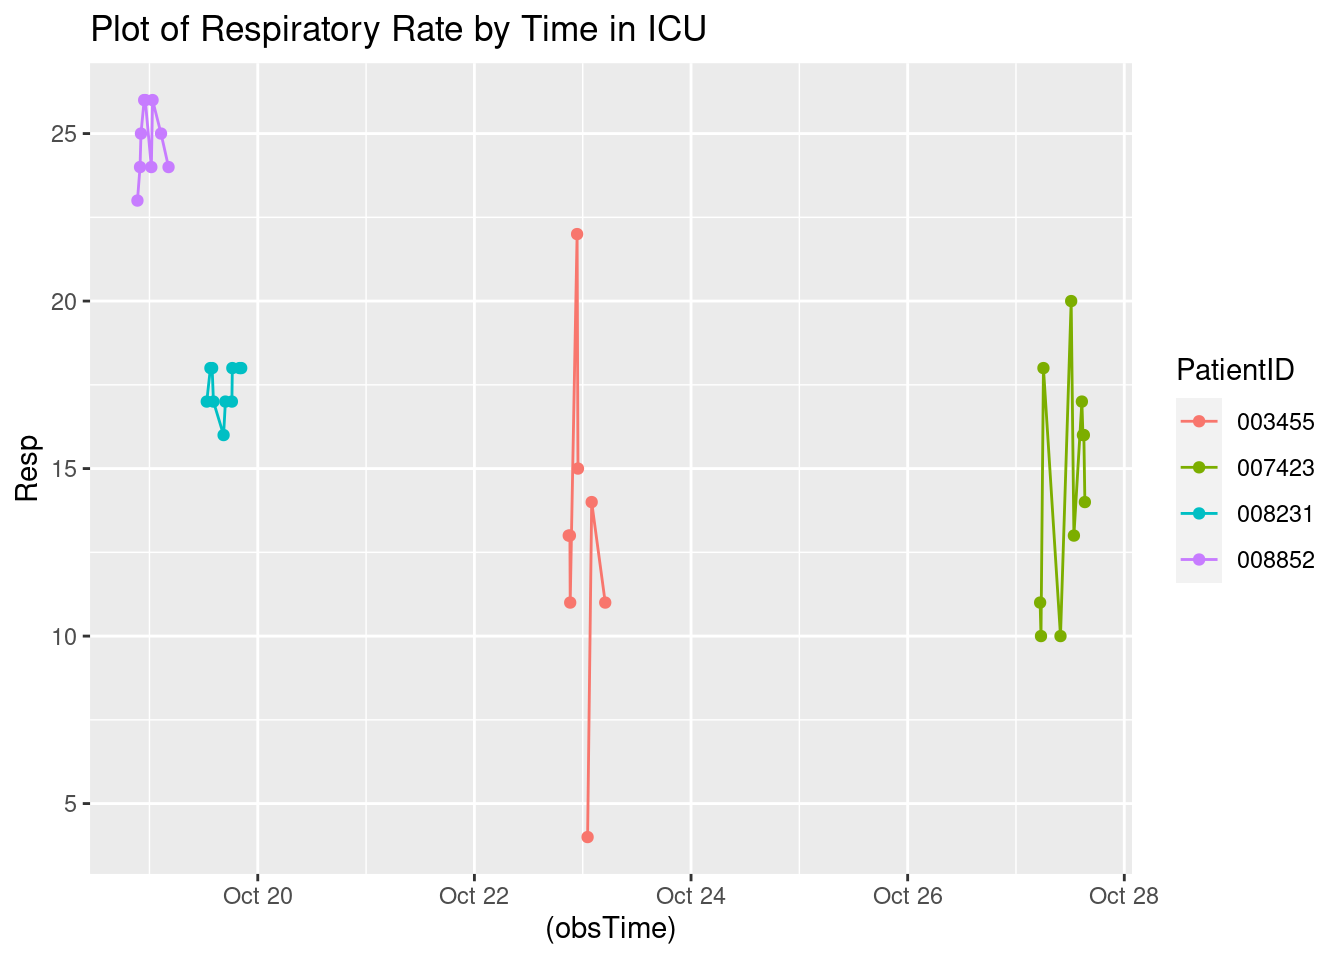 Plot of Respiratory Rate by Time in ICU
25
20
15
10
5
Resp
Oct 20
Oct 22
Oct 24
Oct 26
Oct 28
(obsTime)
PatientID
003455
007423
008231
008852